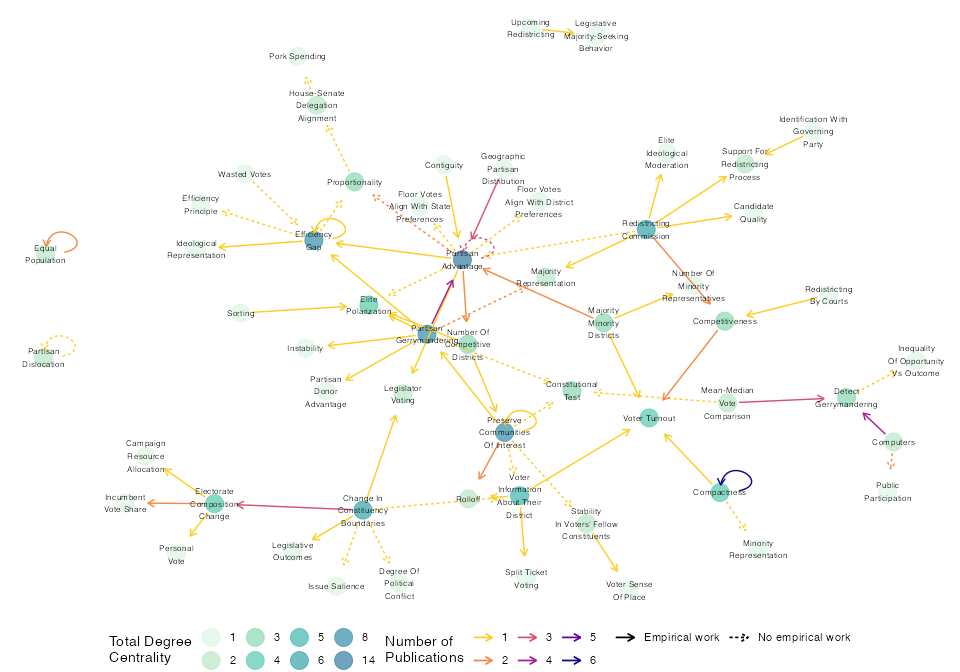 Upcoming
Redistricting
Legislative
Majority-Seeking
Behavior
Pork Spending
House-Senate
Delegation
Alignment
Identification With
Governing
Party
Elite
Ideological
Moderation
Support For
Redistricting
Process
Wasted Votes
Proportionality
Contiguity
Geographic
Partisan
Distribution
Efficiency
Principle
Floor Votes
Align With State
Preferences
Floor Votes
Align With District
Preferences
Candidate
Quality
Redistricting
Commission
Efficiency
Gap
Ideological
Representation
Equal
Population
Partisan
Advantage
Majority
Representation
Number Of
Minority
Representatives
Redistricting
By Courts
Elite
Polarization
Sorting
Majority
Minority
Districts
Competitiveness
Partisan
Gerrymandering
Number Of
Competitive
Districts
Instability
Partisan
Dislocation
Inequality
Of Opportunity
V's Outcome
Partisan
Donor
Advantage
Legislator
Voting
Constitutional
Test
Mean-Median
Vote
Comparison
Detect
Gerrymandering
Voter Turnout
Preserve
Communities
Of Interest
Computers
Campaign
Resource
Allocation
Public
Participation
Voter
Information
About Their
District
Rolloff
Compactness
Incumbent
Vote Share
Electorate
Composition
Change
Change In
Constituency
Boundaries
Stability
In Voters' Fellow
Constituents
Personal
Vote
Legislative
Outcomes
Minority
Representation
Issue Salience
Degree Of
Political
Conflict
Split Ticket
Voting
Voter Sense
Of Place
Total Degree
Centrality
1 3 5 8
2 4 6 14
Number of
Publications
1 3 5
2 4 6
Empirical work
No empirical work